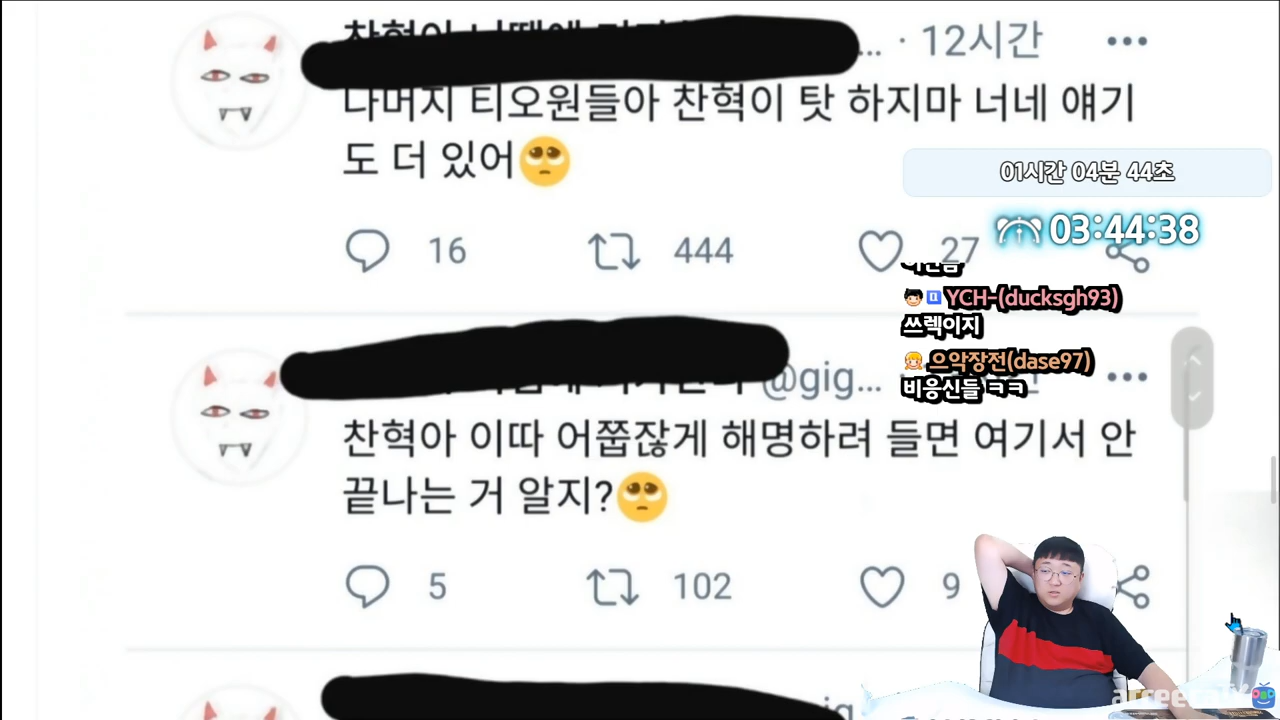 · 12시간
나머지 티오원들아 찬혁이 탓 하지마 너네 얘기
도 더 있어🥺
16
444
27
01시간 04분 44초
03:44:38
YCH-(ducksgh93)
쓰렉이지
으악장전(dase97)
비응신들 ㅋㅋ
@gig...
찬혁아 이따 어쭙잖게 해명하려 들면 여기서 안
끝나는 거 알지?🥺
5
102
9
afreecaTV